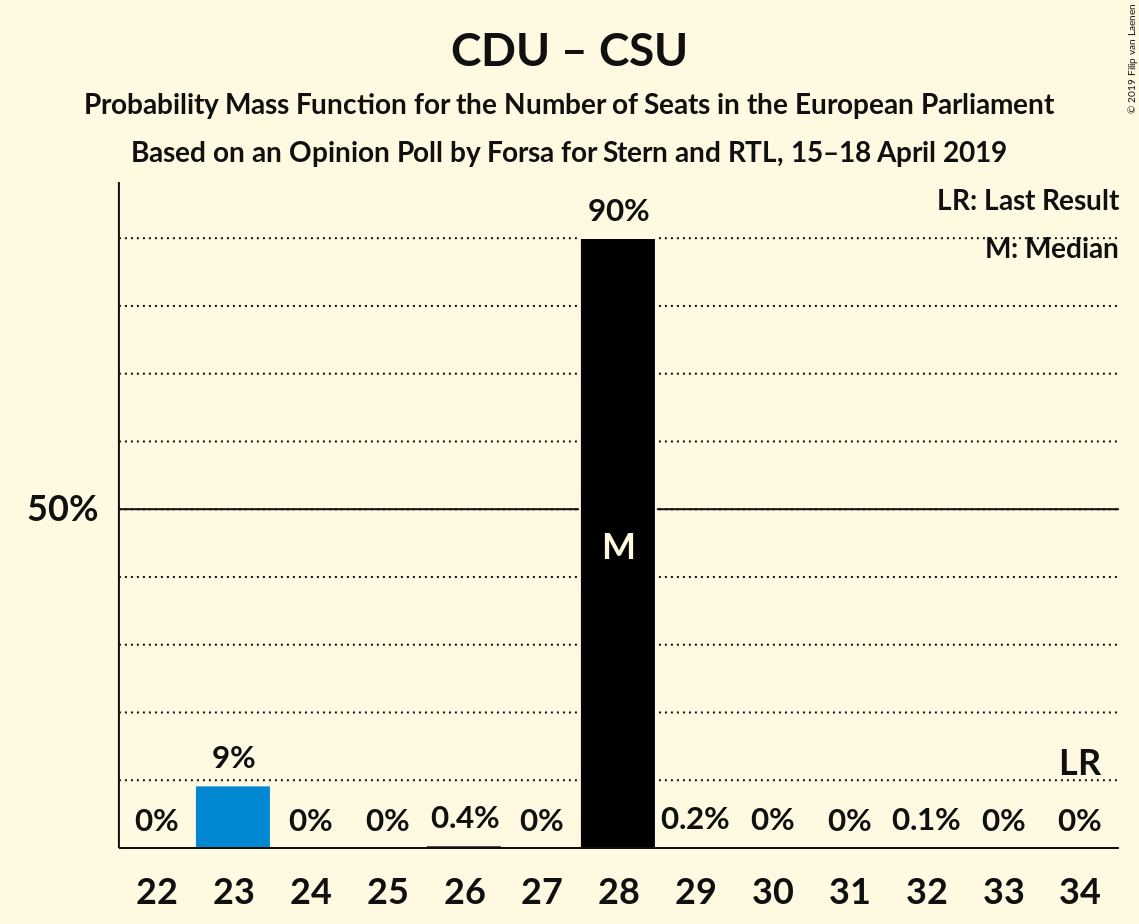 CDU – CSU
Probability Mass Function for the Number of Seats in the European Parliament
Based on an Opinion Poll by Forsa for Stern and RTL, 15–18 April 2019
© 2019 Filip van Laenen
LR: Last Result
M: Median
90%
50%
M
9%
LR
0% 0% 0% 0.4% 0% 0.2% 0% 0% 0.1% 0% 0%
22 23 24 25 26 27 28 29 30 31 32 33 34